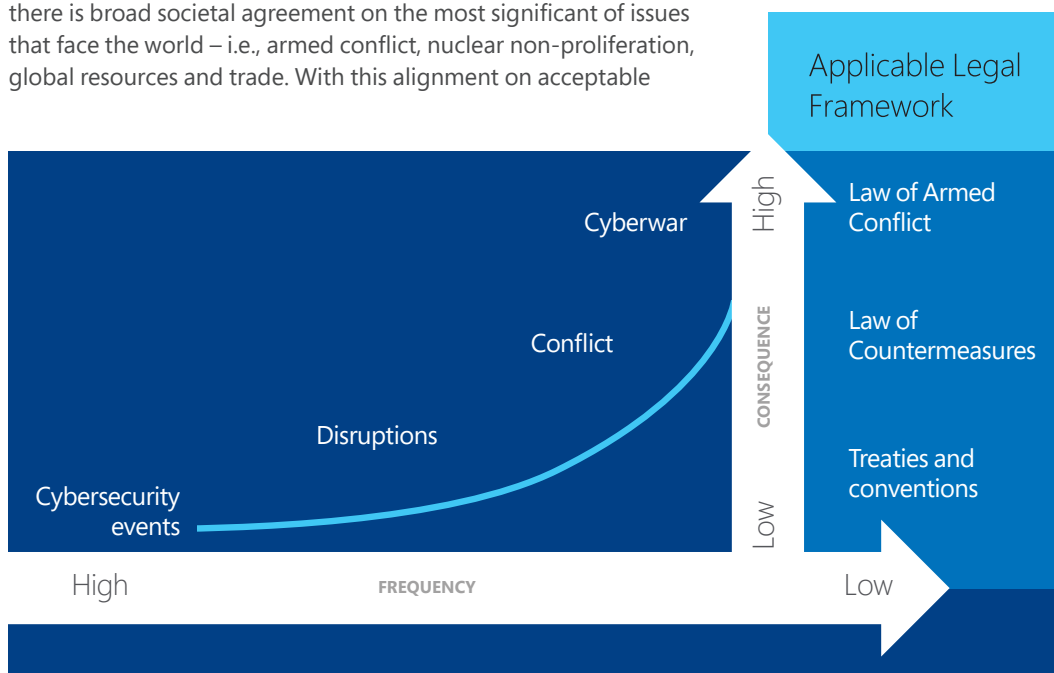 there is broad societal agreement on the most significant of issues
that face the world – i.e., armed conflict, nuclear non-proliferation,
global resources and trade. With this alignment on acceptable
Applicable Legal
Framework
High
Law of Armed
Conflict
Cyberwar
CONSEQUENCE
Law of
Countermeasures
Conflict
Disruptions
Treaties and
conventions
Cybersecurity
events
Low
High
FREQUENCY
Low